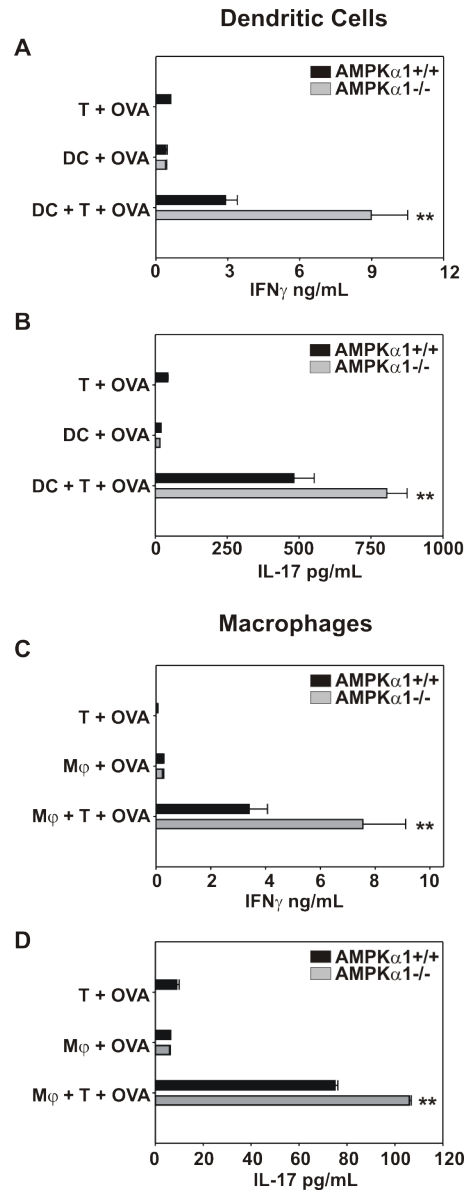 Dendritic Cells
A
AMPKα1+/+
AMPKα1-/-
T + OVA
DC + OVA
DC + T + OVA
**
0 3 6 9 12
IFNγ ng/mL
B
AMPKα1+/+
AMPKα1-/-
T + OVA
DC + OVA
DC + T + OVA
**
0 250 500 750 1000
IL-17 pg/mL
Macrophages
C
AMPKα1+/+
AMPKα1-/-
T + OVA
Mφ + OVA
Mφ + T + OVA
**
0 2 4 6 8 10
IFNγ ng/mL
D
AMPKα1+/+
AMPKα1-/-
T + OVA
Mφ + OVA
Mφ + T + OVA
**
0 20 40 60 80 100 120
IL-17 pg/mL